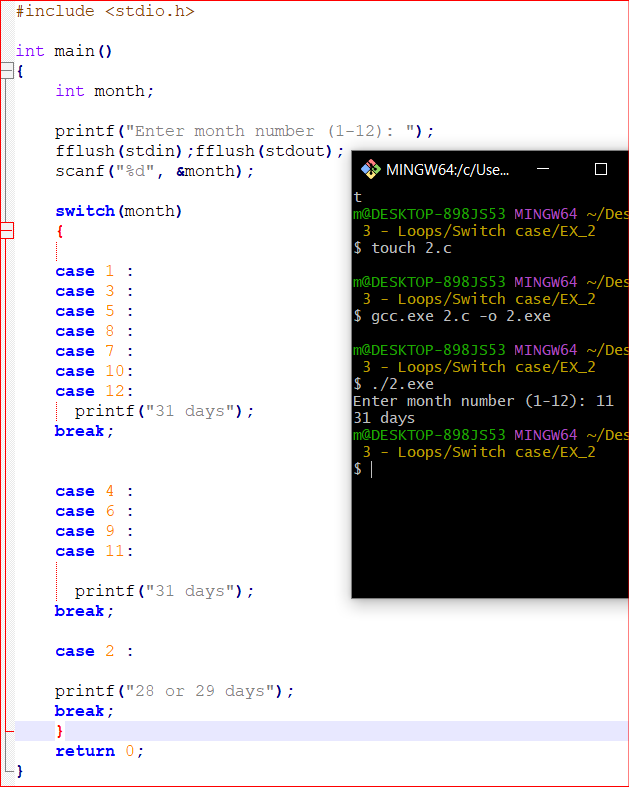 #include <stdio.h>
int main()
{
int month;
printf("Enter month number (1-12): ");
fflush(stdin);fflush(stdout);
scanf("%d", &month);
switch(month)
{
case 1 :
case 3 :
case 5 :
case 8 :
case 7 :
case 10:
case 12:
printf("31 days");
break;
case 4 :
case 6 :
case 9 :
case 11:
printf("31 days");
break;
case 2 :
printf("28 or 29 days");
break;
}
return 0;
}
MINGW64:/c/Use...
t
m@DESKTOP-898JS53 MINGW64 ~/Des
3 - Loops/Switch case/EX_2
$ touch 2.c
m@DESKTOP-898JS53 MINGW64 ~/Des
3 - Loops/Switch case/EX_2
$ gcc.exe 2.c -o 2.exe
m@DESKTOP-898JS53 MINGW64 ~/Des
3 - Loops/Switch case/EX_2
$ ./2.exe
Enter month number (1-12): 11
31 days
m@DESKTOP-898JS53 MINGW64 ~/Des
3 - Loops/Switch case/EX_2
$